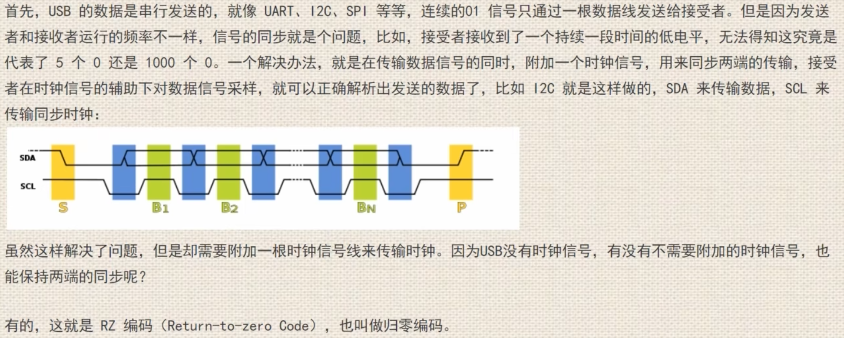 首先，USB 的数据是串行发送的，就像 UART、I2C、SPI 等等，连续的01 信号只通过一根数据线发送给接受者。但是因为发送
者和接收者运行的频率不一样，信号的同步就是个问题，比如，接受者接收到了一个持续一段时间的低电平，无法得知这究竟是
代表了 5 个 0 还是 1000 个 0。一个解决办法，就是在传输数据信号的同时，附加一个时钟信号，用来同步两端的传输，接受
者在时钟信号的辅助下对数据信号采样，就可以正确解析出发送的数据了，比如 I2C 就是这样做的，SDA 来传输数据，SCL 来
传输同步时钟：
SDA
SCL
S B1 B2 BN P
虽然这样解决了问题，但是却需要附加一根时钟信号线来传输时钟。因为USB没有时钟信号，有没有不需要附加的时钟信号，也
能保持两端的同步呢？
有的，这就是 RZ 编码（Return-to-zero Code），也叫做归零编码。